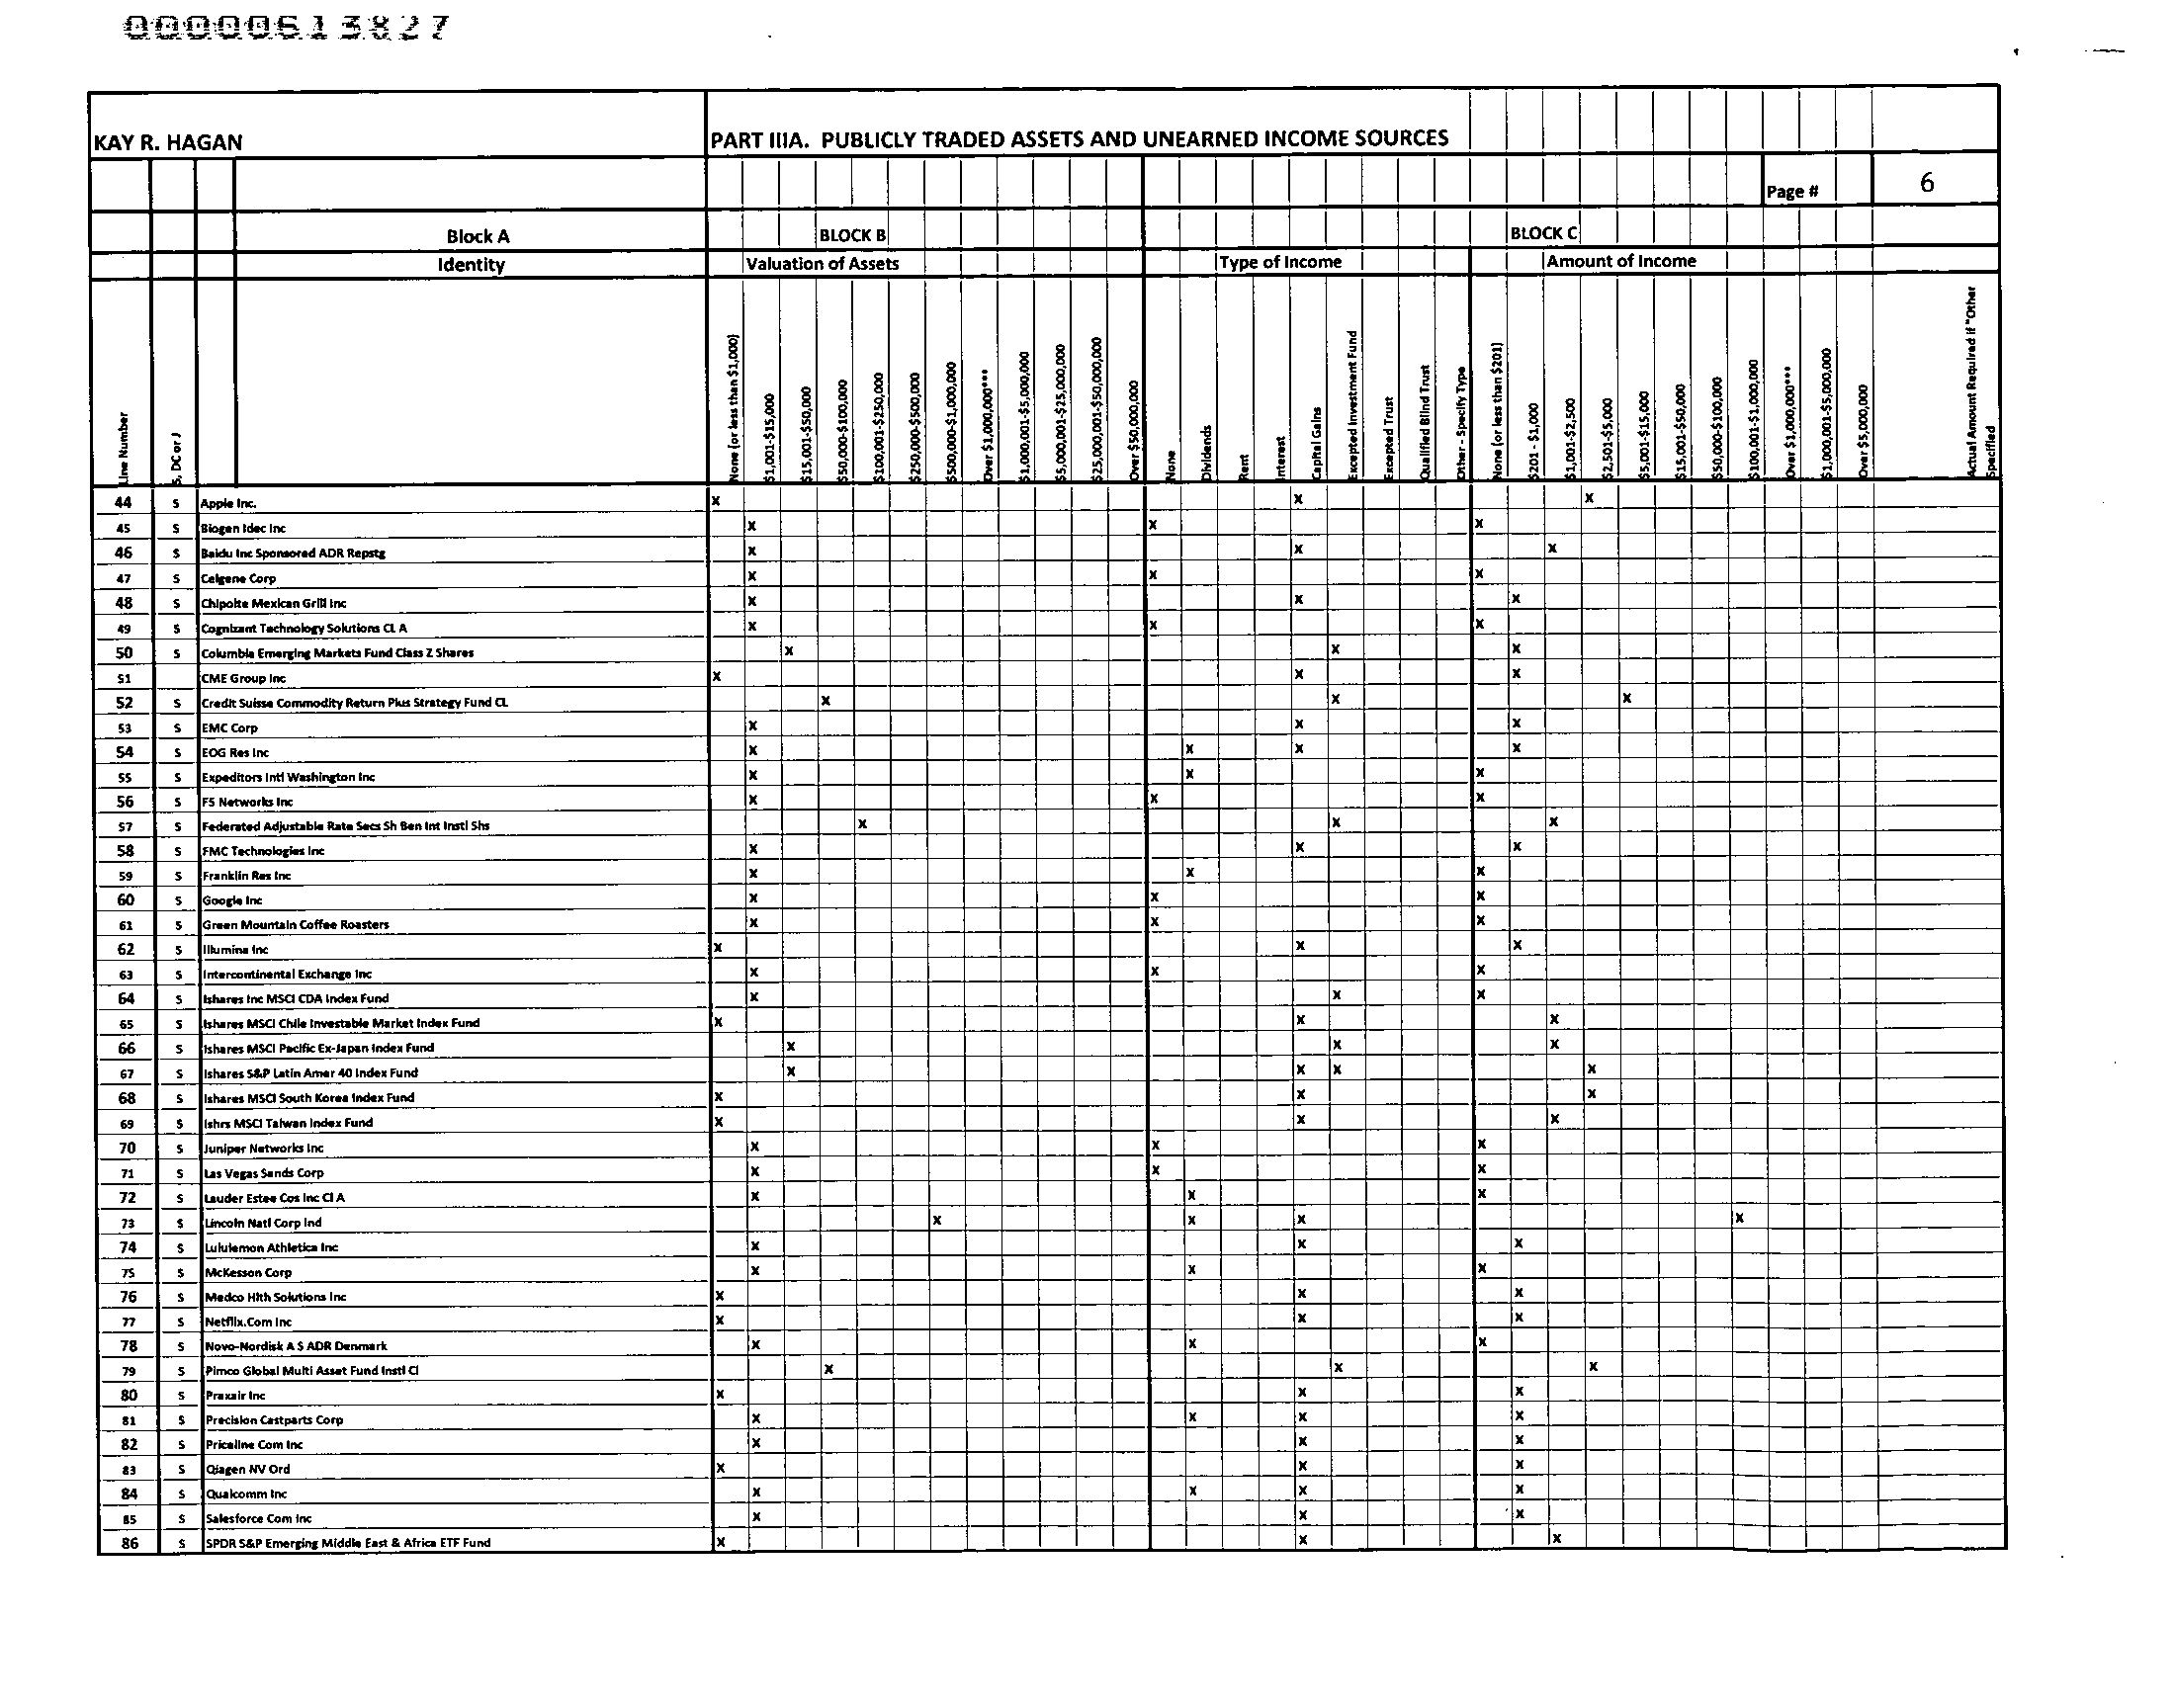 00000613827
KAY R. HAGAN
PART IIIA. PUBLICLY TRADED ASSETS AND UNEARNED INCOME SOURCES
Page # 6
Block A BLOCK B BLOCK C
Identity Valuation of Assets Type of Income Amount of Income
Line Number
S, DC or J
None (or less than $1,000)
$1,001-$15,000
$15,001-$50,000
$50,000-$100,000
$100,001-$250,000
$250,000-$500,000
$500,000-$1,000,000
Over $1,000,000***
$1,000,001-$5,000,000
$5,000,001-$25,000,000
$25,000,001-$50,000,000
Over $50,000,000
None
Dividends
Rent
Interest
Capital Gains
Excepted Investment Fund
Excepted Trust
Qualified Blind Trust
Other - Specify Type
None (or less than $201)
$201 - $1,000
$1,001-$2,500
$2,501-$5,000
$5,001-$15,000
$15,001-$50,000
$50,000-$100,000
$100,001-$1,000,000
Over $1,000,000***
$1,000,001-$5,000,000
Over $5,000,000
Actual Amount Required if "Other
Specified
44 S Apple Inc. X X X
45 S Biogen Idec Inc X X X
46 S Baidu Inc Sponsored ADR Repstg X X X
47 S Celgene Corp X X X
48 S Chipolte Mexican Grill Inc X X X
49 S Cognizant Technology Solutions CL A X X X
50 S Columbia Emerging Markets Fund Class Z Shares X X X
51 CME Group Inc X X X
52 S Credit Suisse Commodity Return Plus Strategy Fund CL X X X
53 S EMC Corp X X X
54 S EOG Res Inc X X X X
55 S Expeditors Intl Washington Inc X X X
56 S F5 Networks Inc X X X
57 S Federated Adjustable Rate Secs Sh Ben Int Instl Shs X X X
58 S FMC Technologies Inc X X X
59 S Franklin Res Inc X X X
60 S Google Inc X X X
61 S Green Mountain Coffee Roasters X X X
62 S Illumina Inc X X X
63 S Intercontinental Exchange Inc X X X
64 S Ishares Inc MSCI CDA Index Fund X X X
65 S Ishares MSCI Chile Investable Market Index Fund X X X
66 S Ishares MSCI Pacific Ex-Japan Index Fund X X X
67 S Ishares S&P Latin Amer 40 Index Fund X X X X
68 S Ishares MSCI South Korea Index Fund X X X
69 S Ishrs MSCI Taiwan Index Fund X X X
70 S Juniper Networks Inc X X X
71 S Las Vegas Sands Corp X X X
72 S Lauder Estee Cos Inc Cl A X X X
73 S Lincoln Natl Corp Ind X X X X
74 S Lululemon Athletica Inc X X X
75 S McKesson Corp X X X
76 S Medco Hlth Solutions Inc X X X
77 S Netflix.Com Inc X X X
78 S Novo-Nordisk A S ADR Denmark X X X
79 S Pimco Global Multi Asset Fund Instl Cl X X X
80 S Praxair Inc X X X
81 S Precision Castparts Corp X X X X
82 S Priceline Com Inc X X X
83 S Qiagen NV Ord X X X
84 S Qualcomm Inc X X X X
85 S Salesforce Com Inc X X X
86 S SPDR S&P Emerging Middle East & Africa ETF Fund X X X